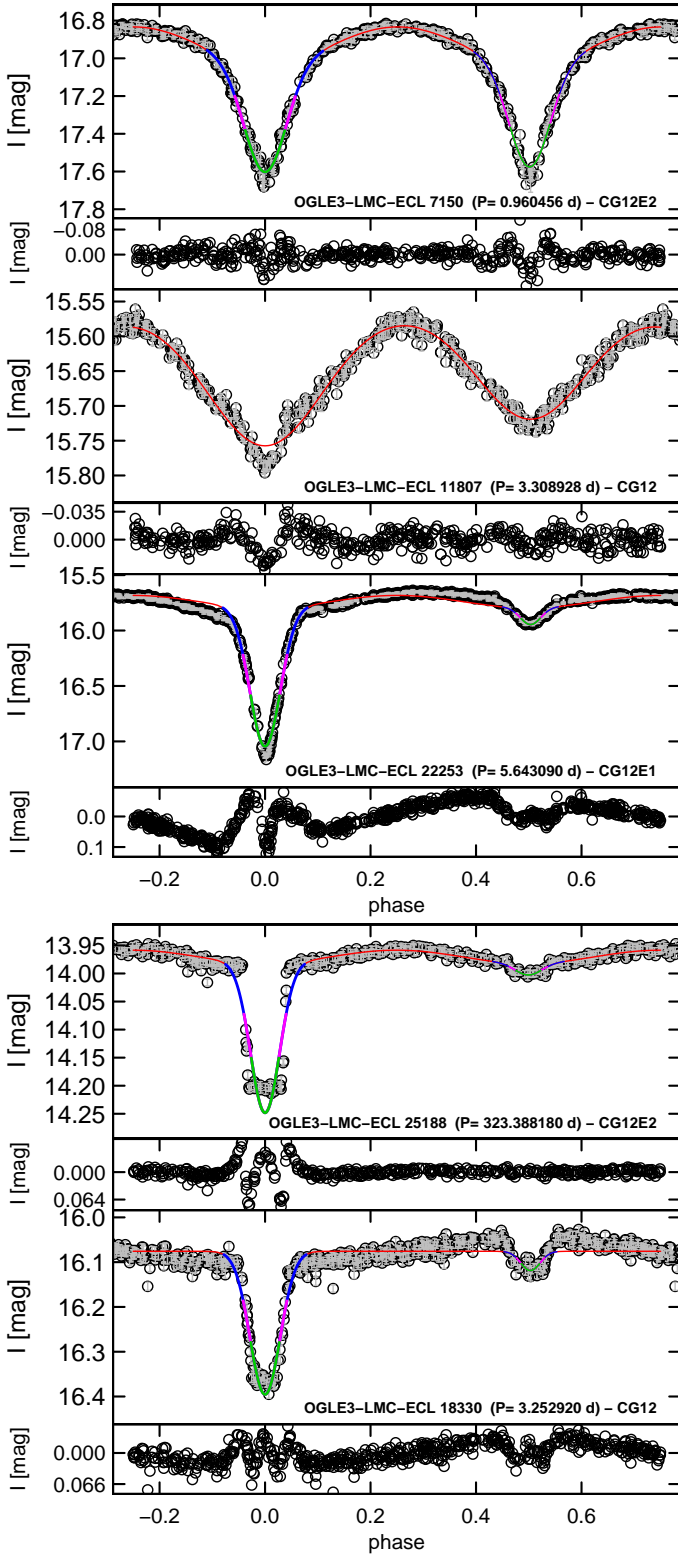 16.8
17.0
17.2
17.4
17.6
17.8
I [mag]
OGLE3−LMC−ECL 7150 (P= 0.960456 d) − CG12E2
−0.08
0.00
I [mag]
15.55
15.60
15.65
15.70
15.75
15.80
I [mag]
OGLE3−LMC−ECL 11807 (P= 3.308928 d) − CG12
−0.035
0.000
I [mag]
15.5
16.0
16.5
17.0
I [mag]
OGLE3−LMC−ECL 22253 (P= 5.643090 d) − CG12E1
0.0
0.1
I [mag]
−0.2 0.0 0.2 0.4 0.6
phase
13.95
14.00
14.05
14.10
14.15
14.20
14.25
I [mag]
OGLE3−LMC−ECL 25188 (P= 323.388180 d) − CG12E2
0.000
0.064
I [mag]
16.0
16.1
16.2
16.3
16.4
I [mag]
OGLE3−LMC−ECL 18330 (P= 3.252920 d) − CG12
0.000
0.066
I [mag]
−0.2 0.0 0.2 0.4 0.6
phase